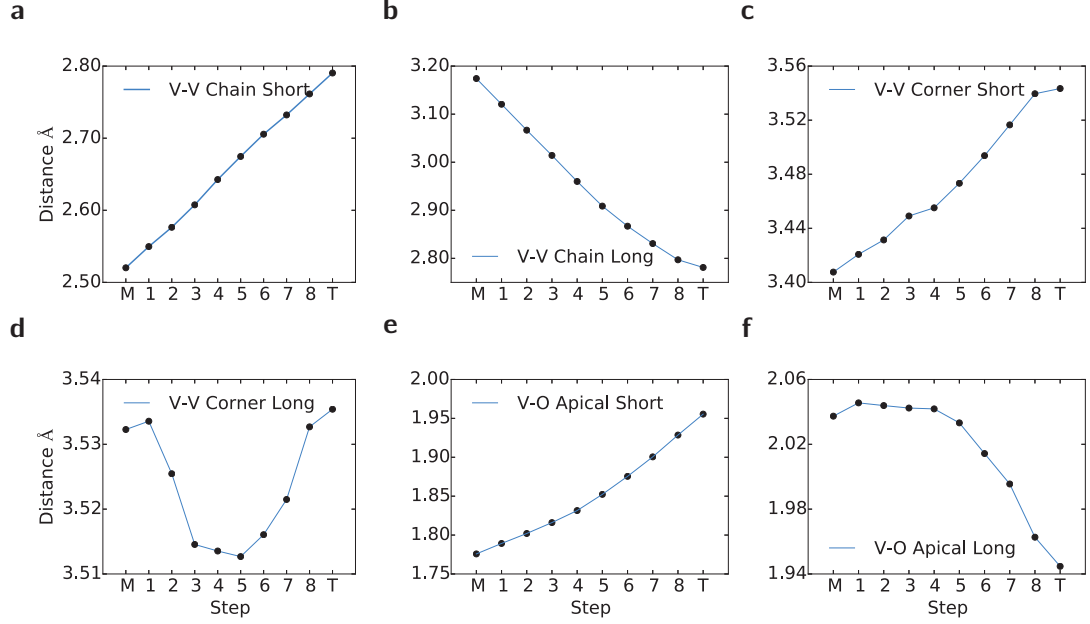 a
b
c
2.80
2.70
2.60
2.50
Distance Å
V-V Chain Short
M 1 2 3 4 5 6 7 8 T
3.20
3.10
3.00
2.90
2.80
V-V Chain Long
M 1 2 3 4 5 6 7 8 T
3.56
3.52
3.48
3.44
3.40
V-V Corner Short
M 1 2 3 4 5 6 7 8 T
d
e
f
3.54
3.53
3.52
3.51
Distance Å
V-V Corner Long
M 1 2 3 4 5 6 7 8 T
Step
2.00
1.95
1.90
1.85
1.80
1.75
V-O Apical Short
M 1 2 3 4 5 6 7 8 T
Step
2.06
2.02
1.98
1.94
V-O Apical Long
M 1 2 3 4 5 6 7 8 T
Step